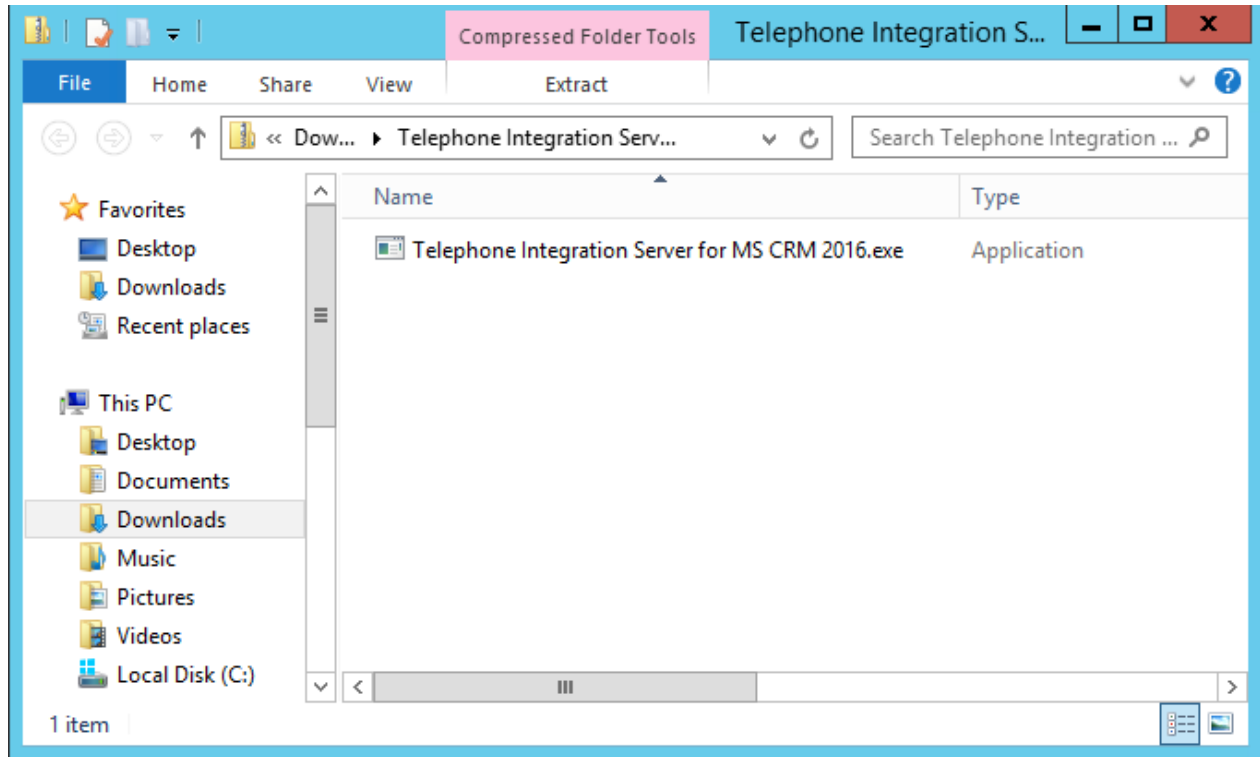 Compressed Folder Tools
Telephone Integration S...
File
Home
Share
View
Extract
« Dow... Telephone Integration Serv...
Search Telephone Integration ...
Name
Type
Telephone Integration Server for MS CRM 2016.exe
Application
Favorites
Desktop
Downloads
Recent places
This PC
Desktop
Documents
Downloads
Music
Pictures
Videos
Local Disk (C:)
1 item